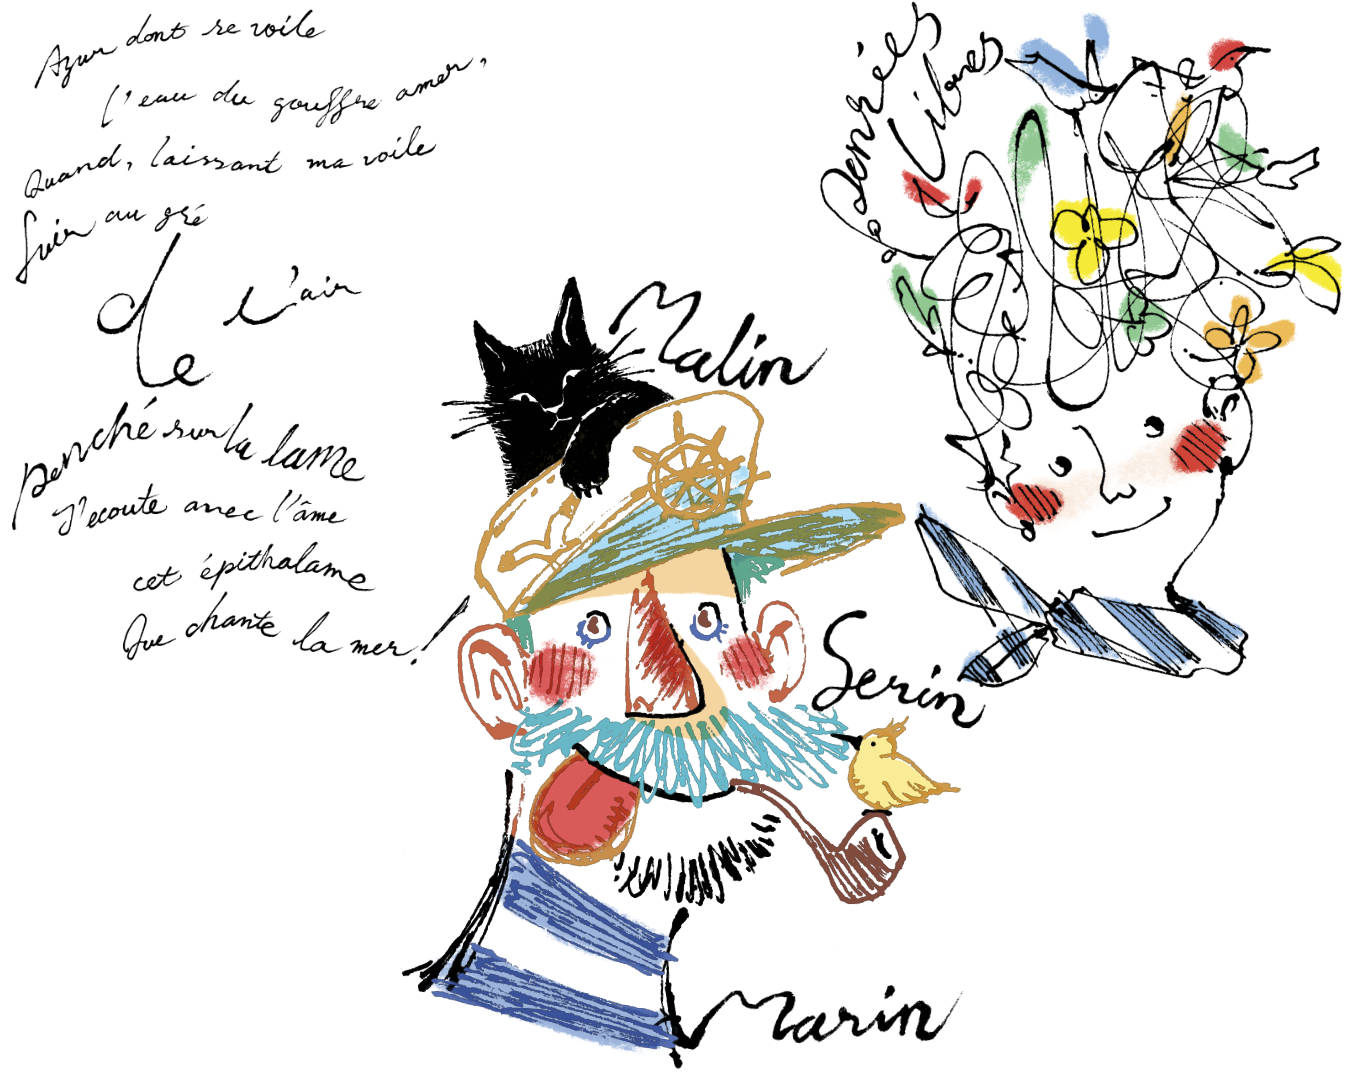 Azur dont se voile
l'eau du gouffre amer,
Quand, laissant ma voile
fuir au gré
de l'air
penché sur la lame
J'ecoute avec l'âme
cet épithalame
Que chante la mer!
Pensées
Libres
Malin
Serin
Marin